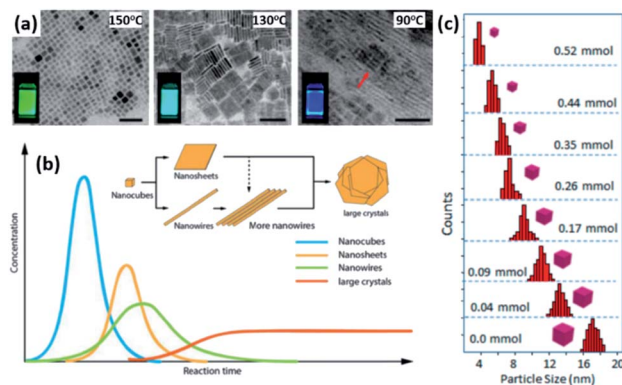 (a)
150°C
130°C
90°C
(b)
Concentration
Reaction time
Nanocubes
Nanosheets
Nanowires
More nanowires
large crystals
Nanocubes
Nanosheets
Nanowires
large crystals
(c)
Counts
0.52 mmol
0.44 mmol
0.35 mmol
0.26 mmol
0.17 mmol
0.09 mmol
0.04 mmol
0.0 mmol
4 8 12 16 20
Particle Size (nm)